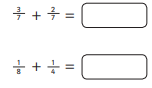 3/7 + 2/7 =
1/8 + 1/4 =